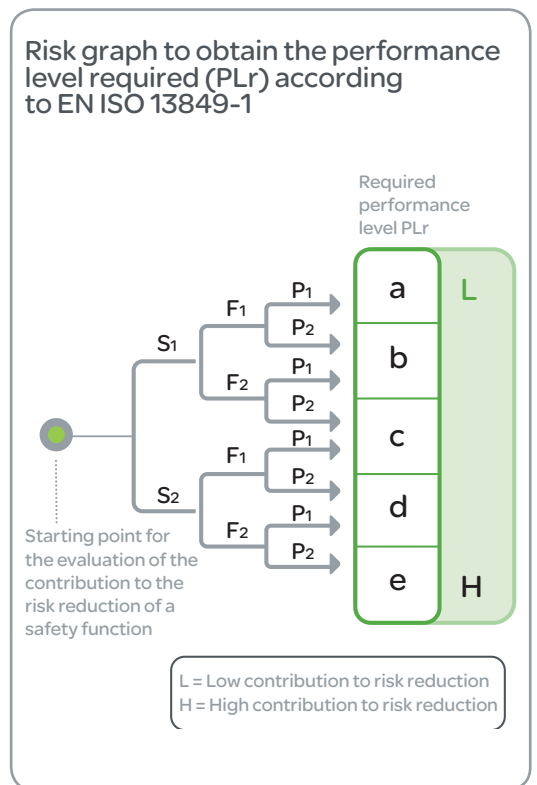 Risk graph to obtain the performance
level required (PLr) according
to EN ISO 13849-1
Required
performance
level PLr
S1
F1
P1
P2
F2
P1
P2
S2
F1
P1
P2
F2
P1
P2
a
L
b
c
d
e
H
Starting point for
the evaluation of the
contribution to the
risk reduction of a
safety function
L = Low contribution to risk reduction
H = High contribution to risk reduction